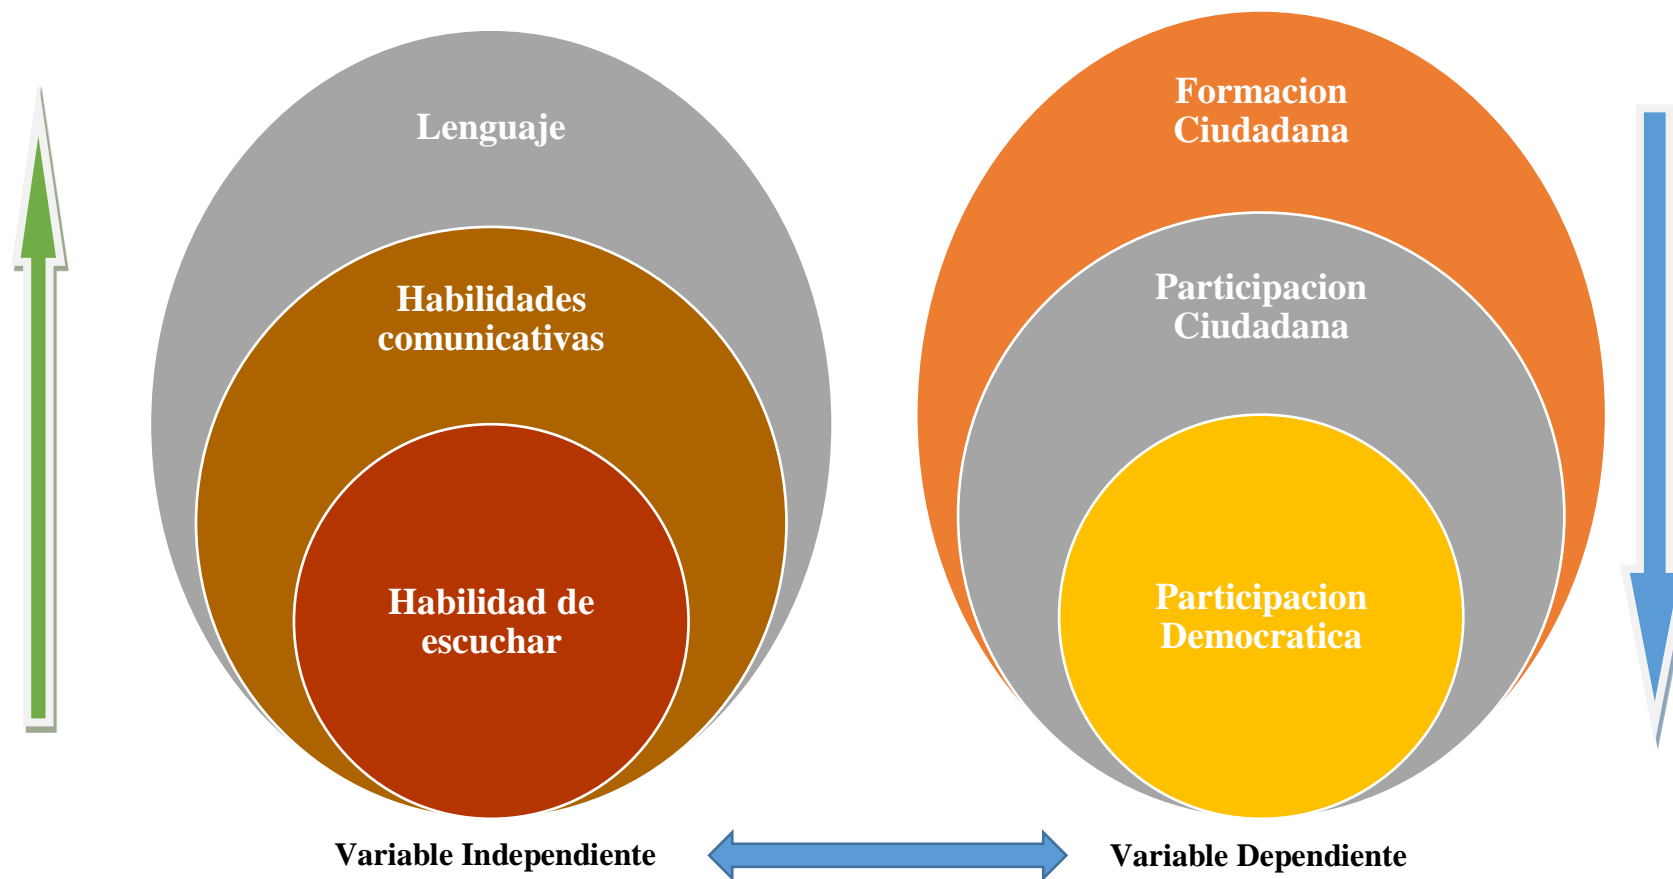 Lenguaje
Habilidades
comunicativas
Habilidad de
escuchar
Variable Independiente
Formacion
Ciudadana
Participacion
Ciudadana
Participacion
Democratica
Variable Dependiente